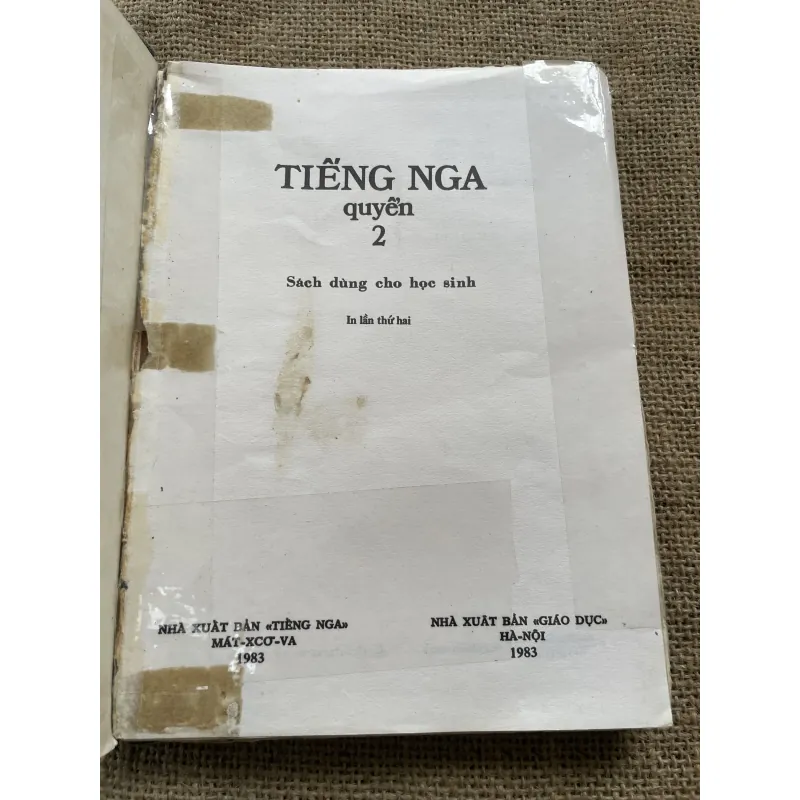 TIẾNG NGA
quyển
2
Sách dùng cho học sinh
In lần thứ hai
NHÀ XUẤT BẢN «TIẾNG NGA»
MÁT-XCƠ-VA
1983
NHÀ XUẤT BẢN «GIÁO DỤC»
HÀ-NỘI
1983